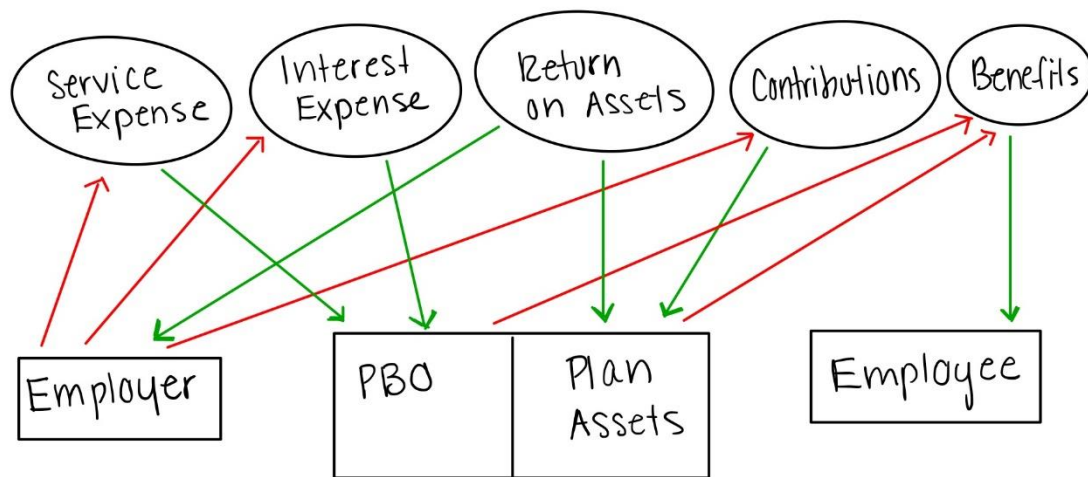 Service
Expense
Interest
Expense
Return
on Assets
Contributions
Benefits
Employer
PBO
Plan
Assets
Employee